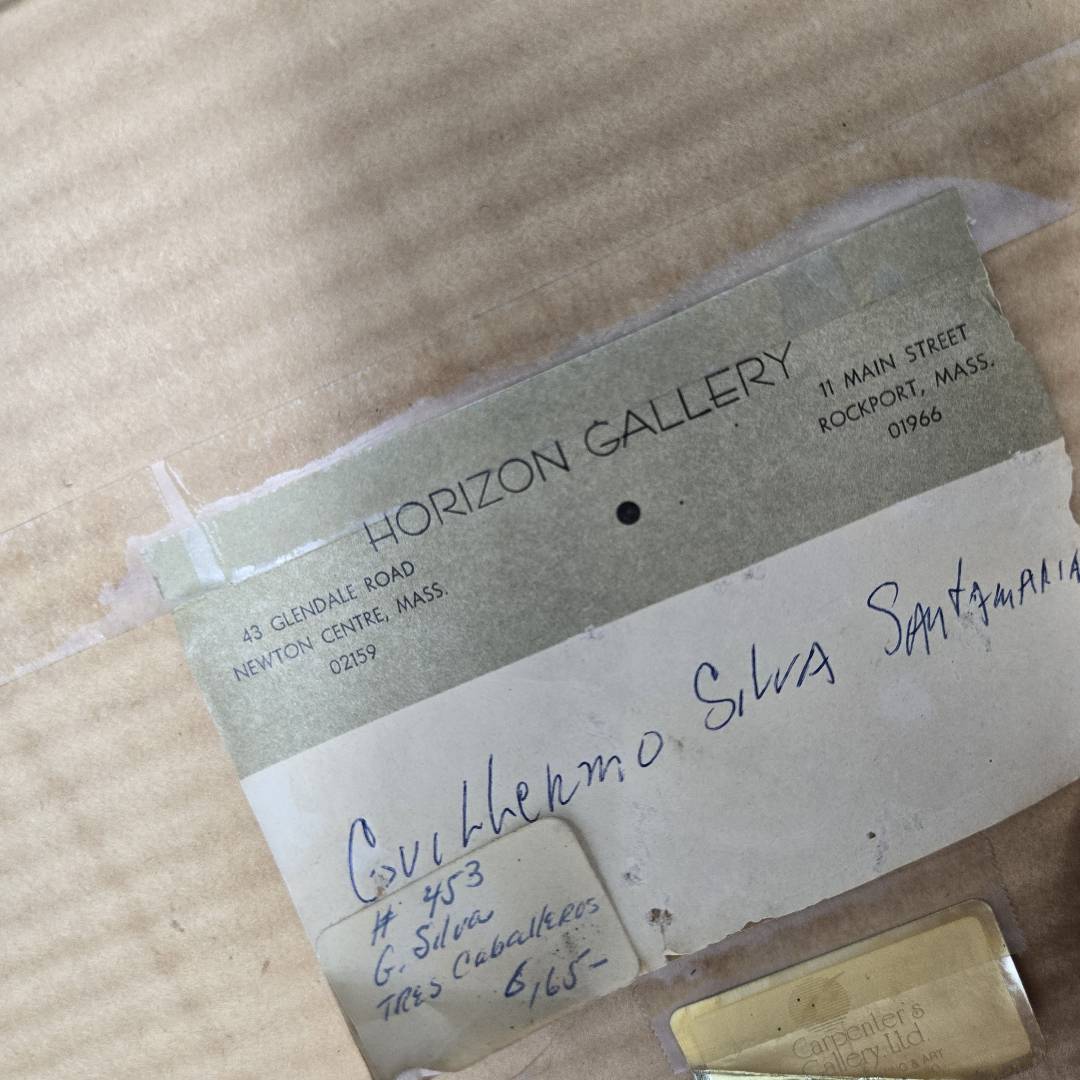 HORIZON GALLERY
11 MAIN STREET
ROCKPORT, MASS.
01966
43 GLENDALE ROAD
NEWTON CENTRE, MASS.
02159
Guillermo Silva Santamaria
# 453
G. Silva
TRES Caballeros
Carpenter's
Gallery Ltd.
& ART